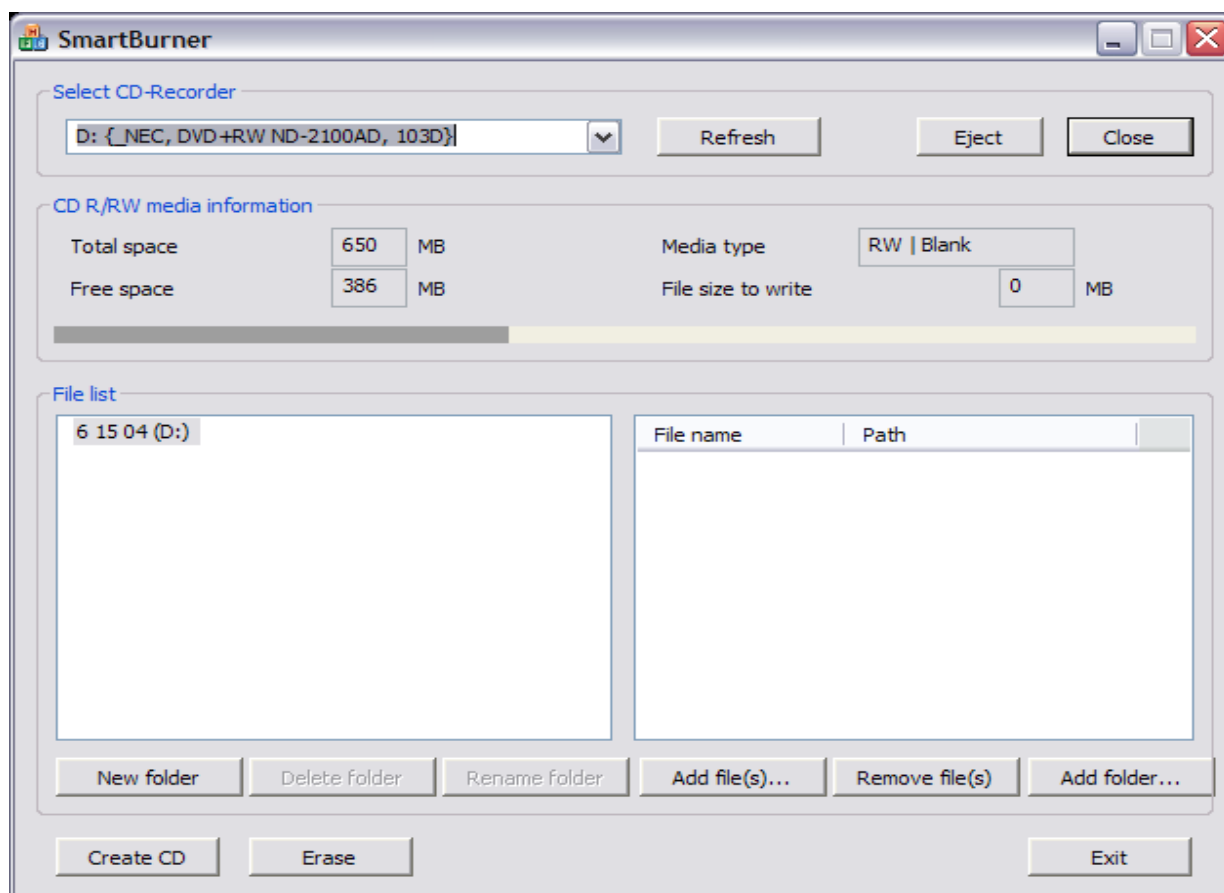 SmartBurner
Select CD-Recorder
D: {_NEC, DVD+RW ND-2100AD, 103D} Refresh Eject Close
CD R/RW media information
Total space 650 MB Media type RW | Blank
Free space 386 MB File size to write 0 MB
File list
6 15 04 (D:) File name Path
New folder Delete folder Rename folder Add file(s)... Remove file(s) Add folder...
Create CD Erase Exit